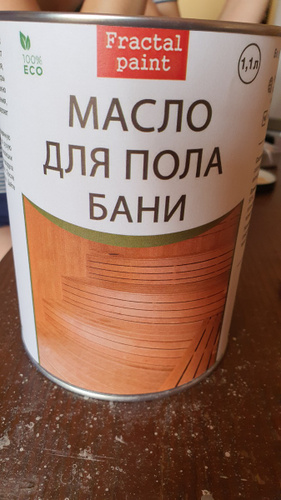 100%
ECO
Fractal
paint
1,1л
МАСЛО
ДЛЯ ПОЛА
БАНИ